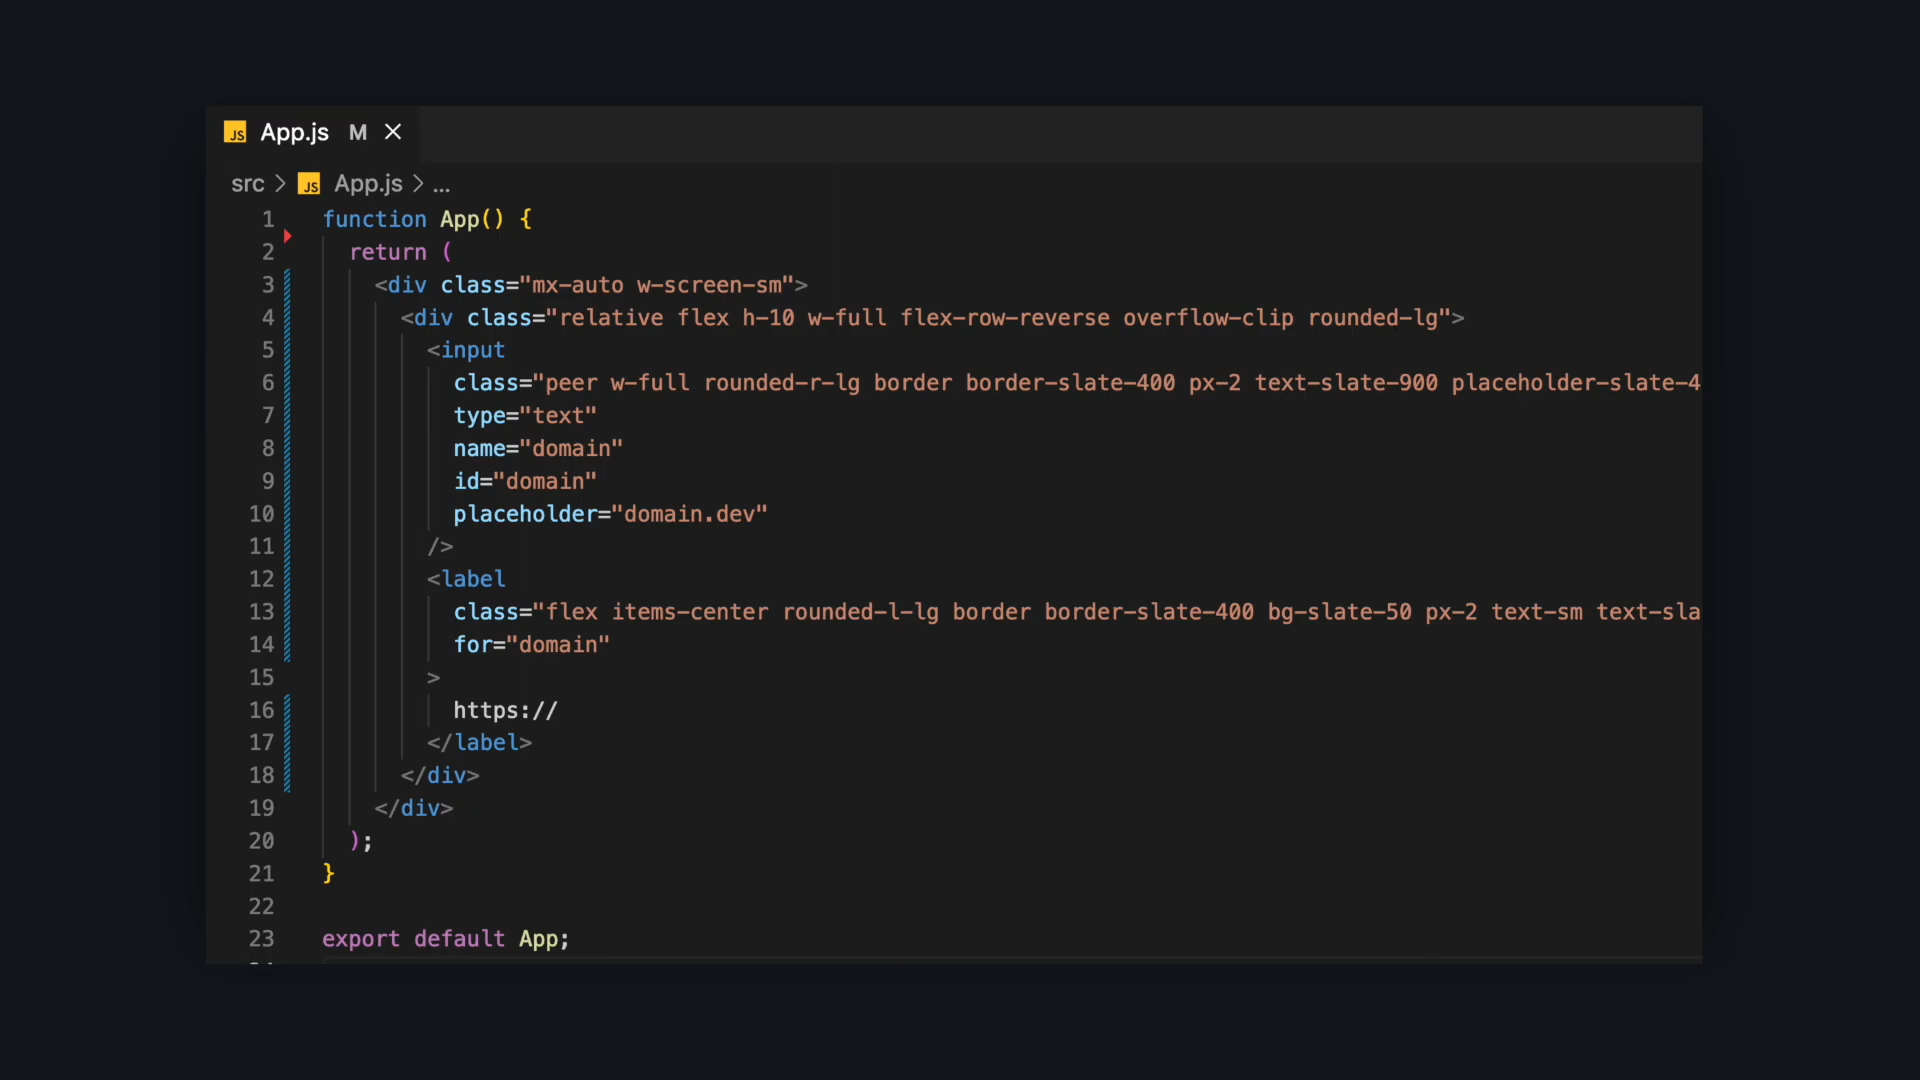 JS App.js M
src > JS App.js > ...
1 function App() {
2 return (
3 <div class="mx-auto w-screen-sm">
4 <div class="relative flex h-10 w-full flex-row-reverse overflow-clip rounded-lg">
5 <input
6 class="peer w-full rounded-r-lg border border-slate-400 px-2 text-slate-900 placeholder-slate-4
7 type="text"
8 name="domain"
9 id="domain"
10 placeholder="domain.dev"
11 />
12 <label
13 class="flex items-center rounded-l-lg border border-slate-400 bg-slate-50 px-2 text-sm text-sla
14 for="domain"
15 >
16 https://
17 </label>
18 </div>
19 </div>
20 );
21 }
22
23 export default App;